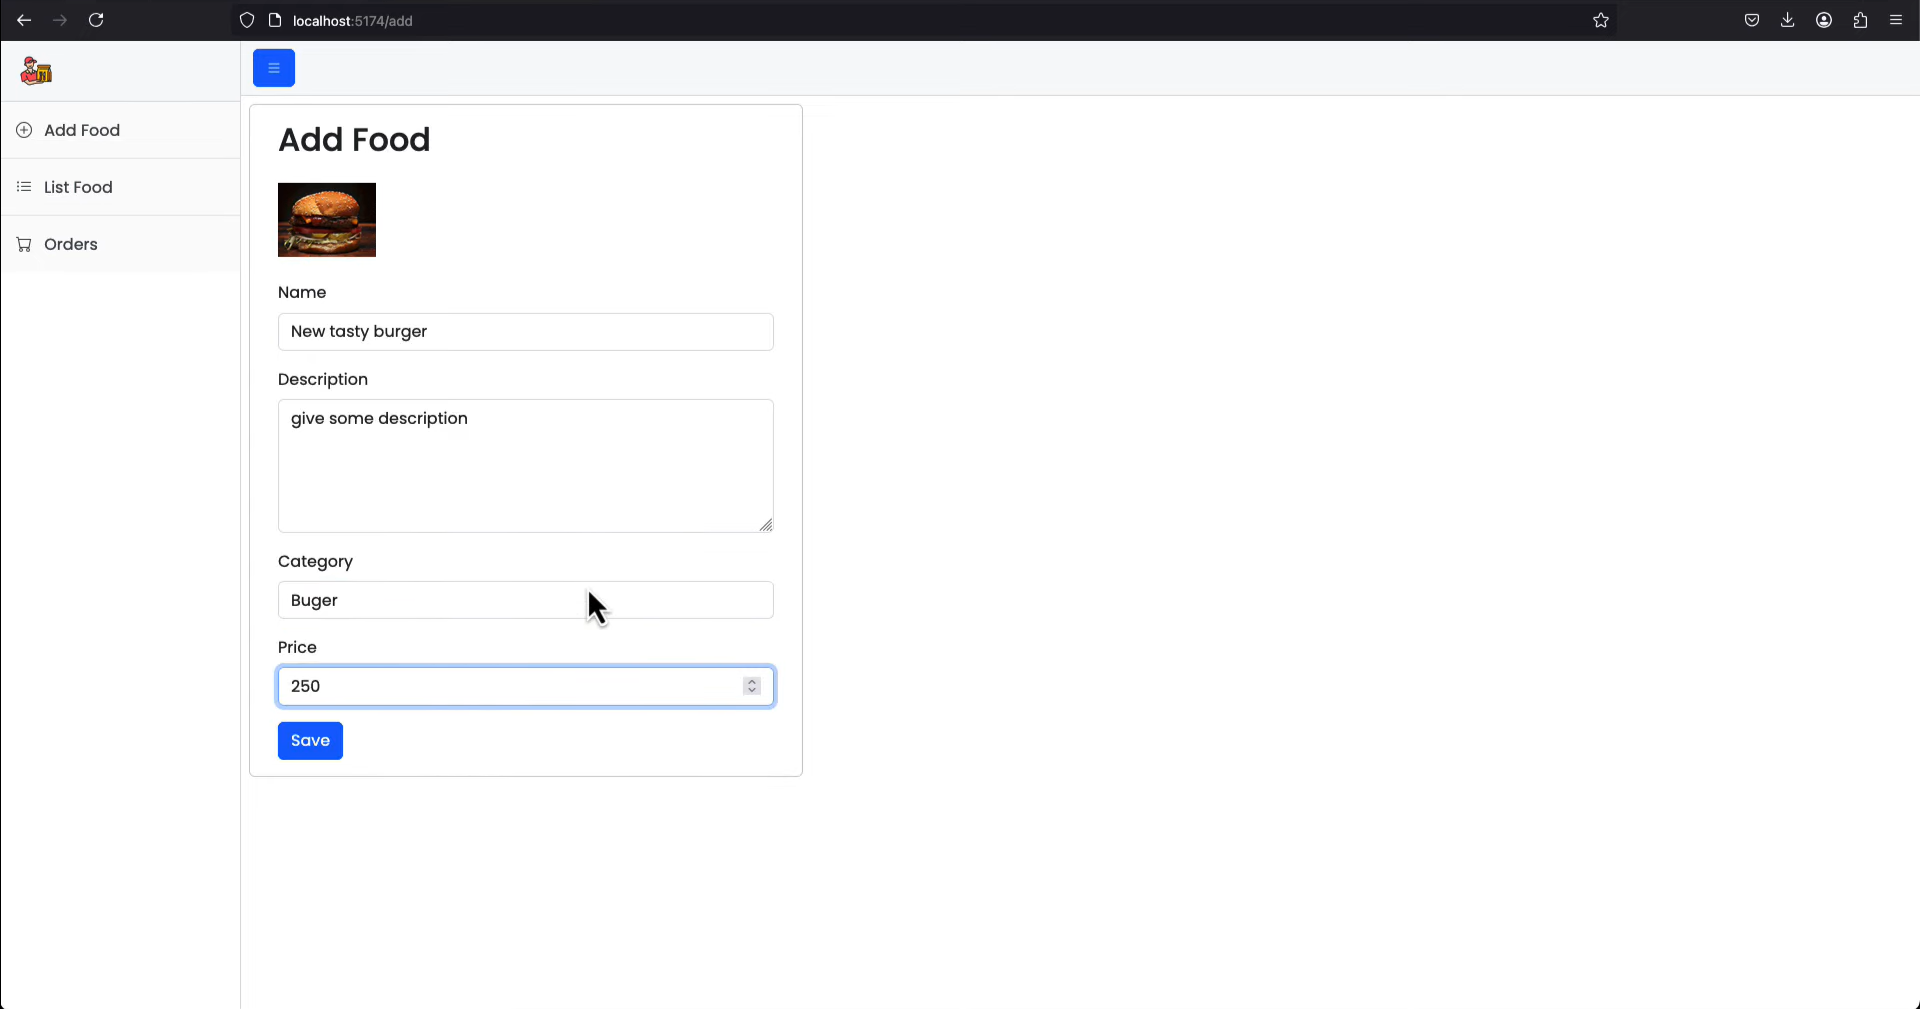 localhost:5174/add
Add Food
List Food
Orders
Add Food
Name
New tasty burger
Description
give some description
Category
Buger
Price
250
Save